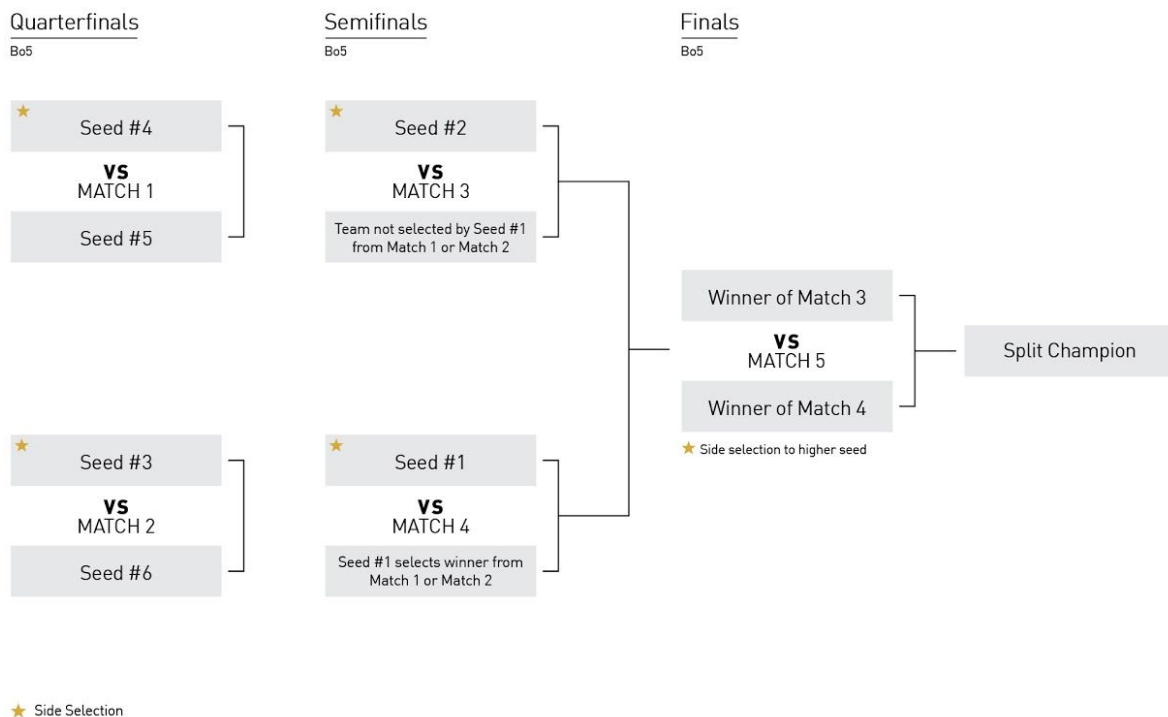 Quarterfinals
Bo5
Semifinals
Bo5
Finals
Bo5
Seed #4
VS
MATCH 1
Seed #5
Seed #2
VS
MATCH 3
Team not selected by Seed #1
from Match 1 or Match 2
Winner of Match 3
VS
MATCH 5
Winner of Match 4
Side selection to higher seed
Split Champion
Seed #3
VS
MATCH 2
Seed #6
Seed #1
VS
MATCH 4
Seed #1 selects winner from
Match 1 or Match 2
Side Selection